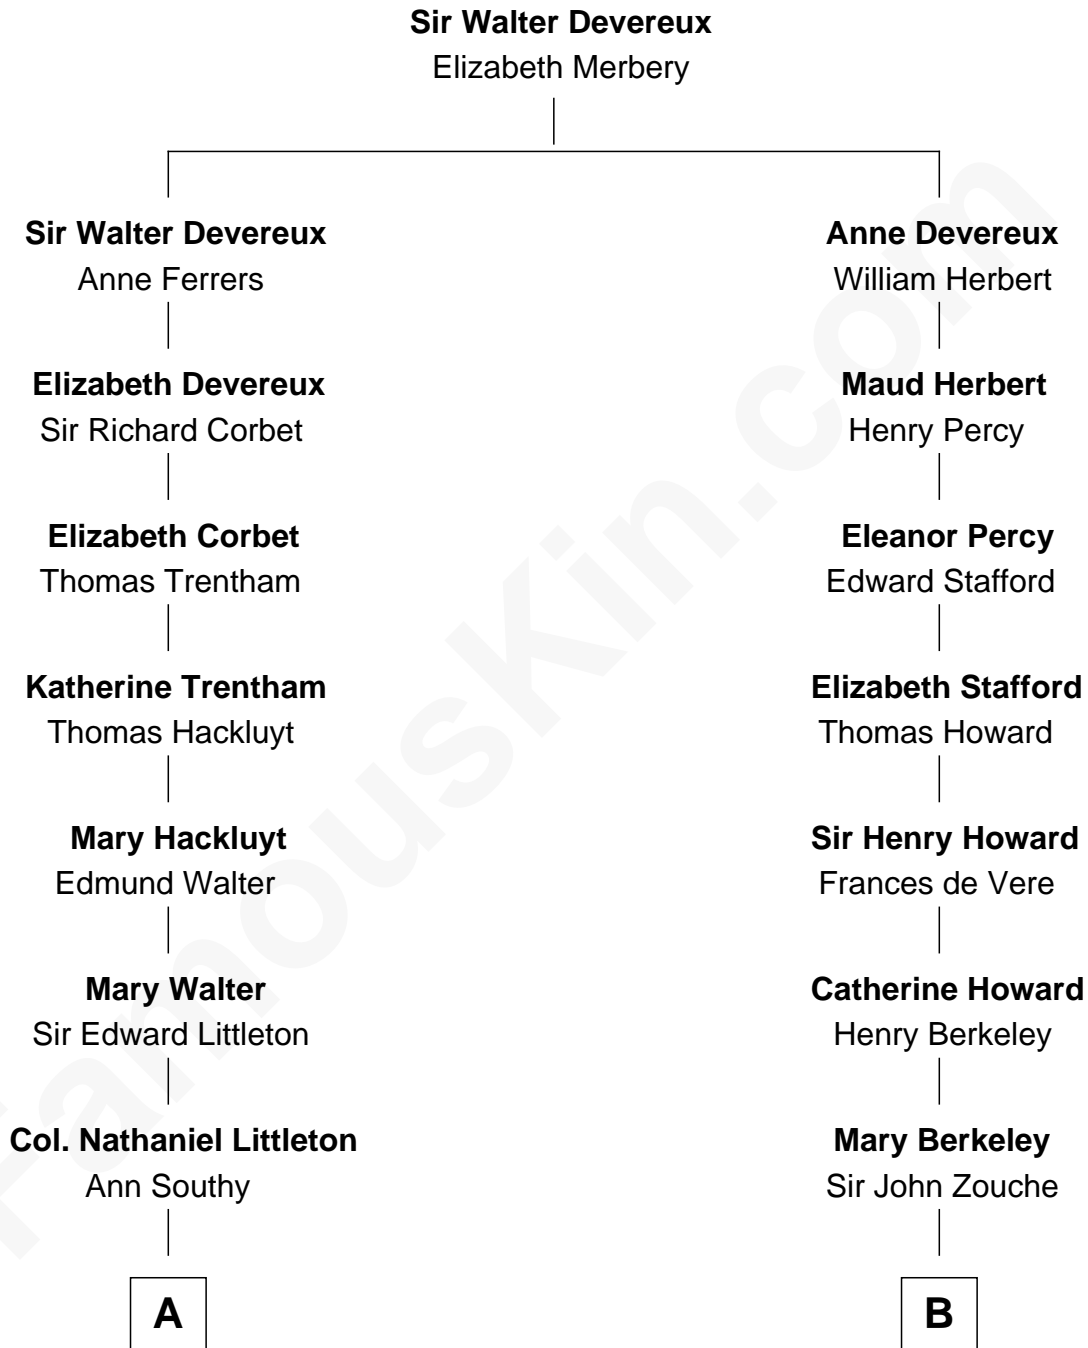 Sir Walter Devereux
Elizabeth Merbery
Sir Walter Devereux
Anne Ferrers
Elizabeth Devereux
Sir Richard Corbet
Elizabeth Corbet
Thomas Trentham
Katherine Trentham
Thomas Hackluyt
Mary Hackluyt
Edmund Walter
Mary Walter
Sir Edward Littleton
Col. Nathaniel Littleton
Ann Southy
A
Anne Devereux
William Herbert
Maud Herbert
Henry Percy
Eleanor Percy
Edward Stafford
Elizabeth Stafford
Thomas Howard
Sir Henry Howard
Frances de Vere
Catherine Howard
Henry Berkeley
Mary Berkeley
Sir John Zouche
B
FamousKin.com